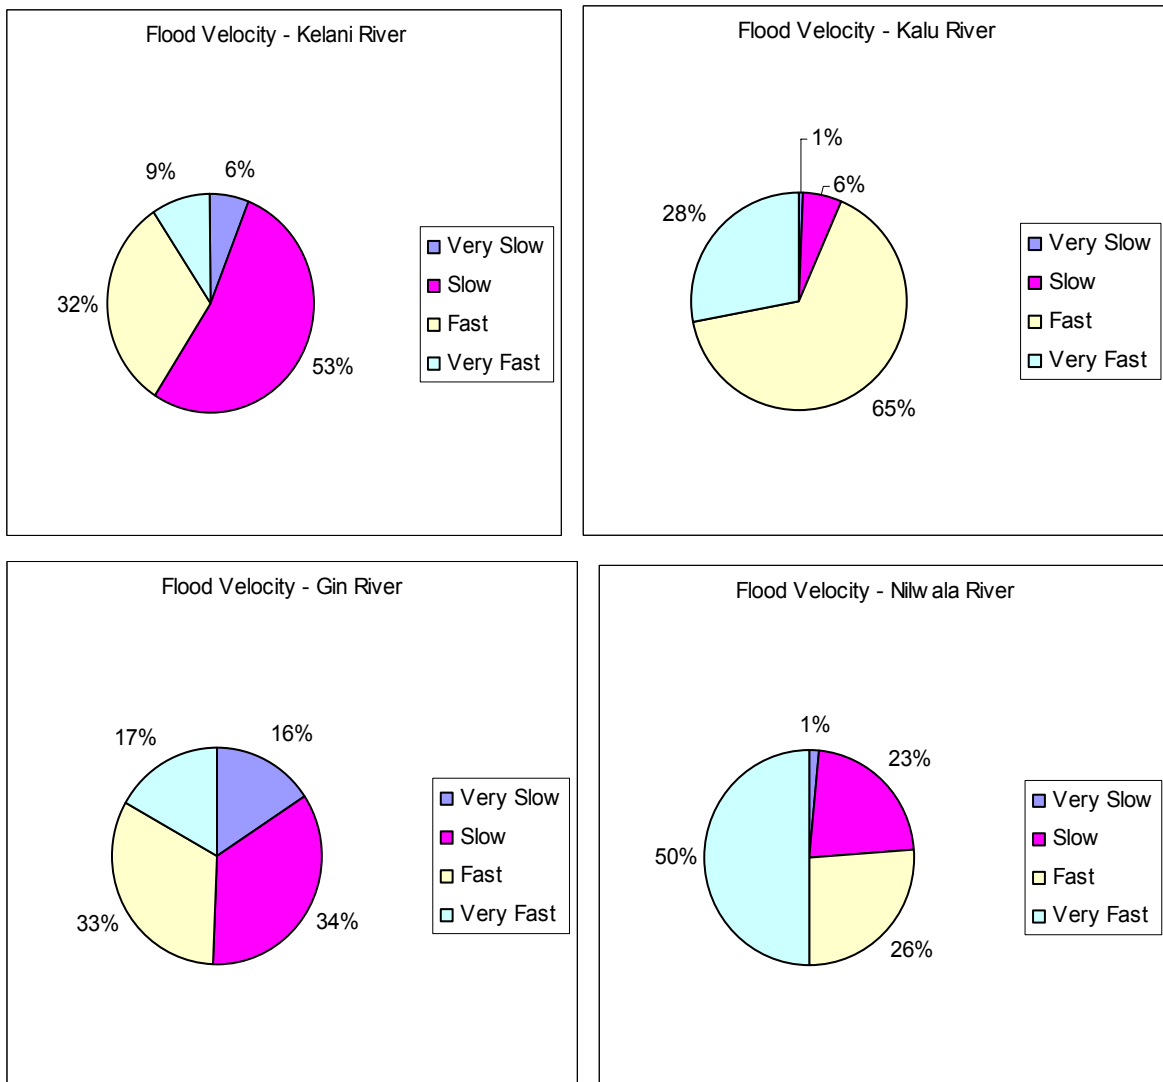 Flood Velocity - Kelani River
9%
6%
32%
53%
Very Slow
Slow
Fast
Very Fast
Flood Velocity - Kalu River
1%
6%
28%
65%
Very Slow
Slow
Fast
Very Fast
Flood Velocity - Gin River
17%
16%
33%
34%
Very Slow
Slow
Fast
Very Fast
Flood Velocity - Nilwala River
1%
23%
50%
26%
Very Slow
Slow
Fast
Very Fast